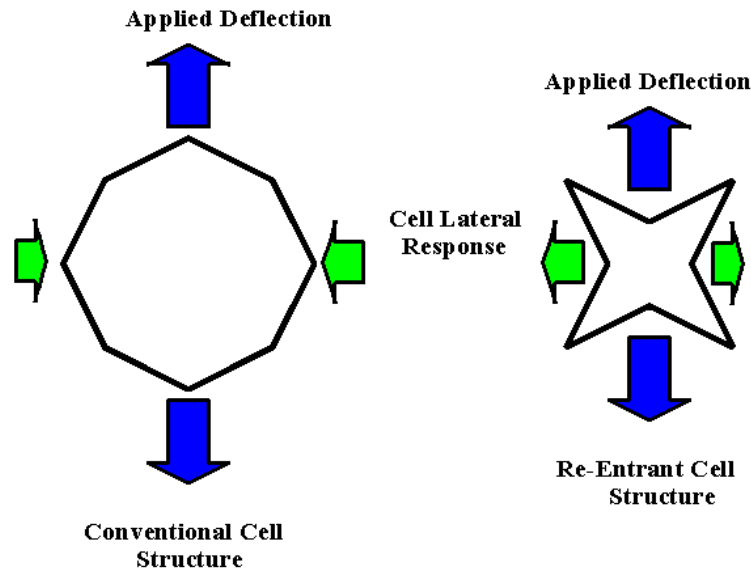 Applied Deflection
Applied Deflection
Cell Lateral
Response
Re-Entrant Cell
Structure
Conventional Cell
Structure